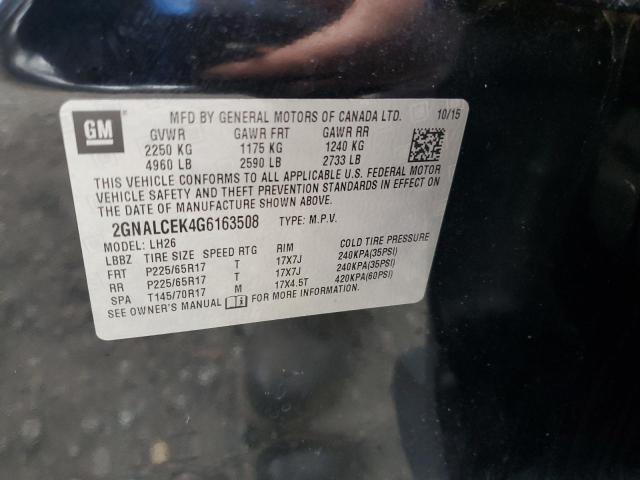 GM
MFD BY GENERAL MOTORS OF CANADA LTD. 10/15
GVWR GAWR FRT GAWR RR
2250 KG 1175 KG 1240 KG
4960 LB 2590 LB 2733 LB
THIS VEHICLE CONFORMS TO ALL APPLICABLE U.S. FEDERAL MOTOR
VEHICLE SAFETY AND THEFT PREVENTION STANDARDS IN EFFECT ON
THE DATE OF MANUFACTURE SHOWN ABOVE.
2GNALCEK4G6163508 TYPE: M.P.V.
MODEL: LH26
LBBZ TIRE SIZE SPEED RTG RIM COLD TIRE PRESSURE
FRT P225/65R17 T 17X7J 240KPA(35PSI)
RR P225/65R17 T 17X7J 240KPA(35PSI)
SPA T145/70R17 M 17X4.5T 420KPA(60PSI)
SEE OWNER'S MANUAL FOR MORE INFORMATION.